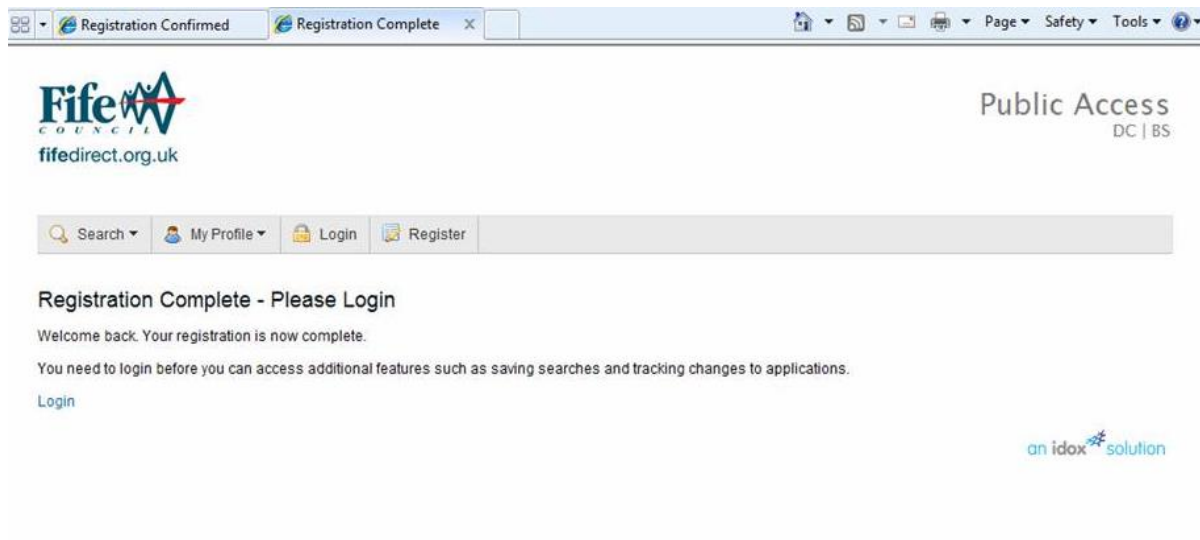 Registration Confirmed Registration Complete Page Safety Tools
Fife
COUNCIL
fifedirect.org.uk
Public Access
DC | BS
Search My Profile Login Register
Registration Complete - Please Login
Welcome back. Your registration is now complete.
You need to login before you can access additional features such as saving searches and tracking changes to applications.
Login
an idox solution